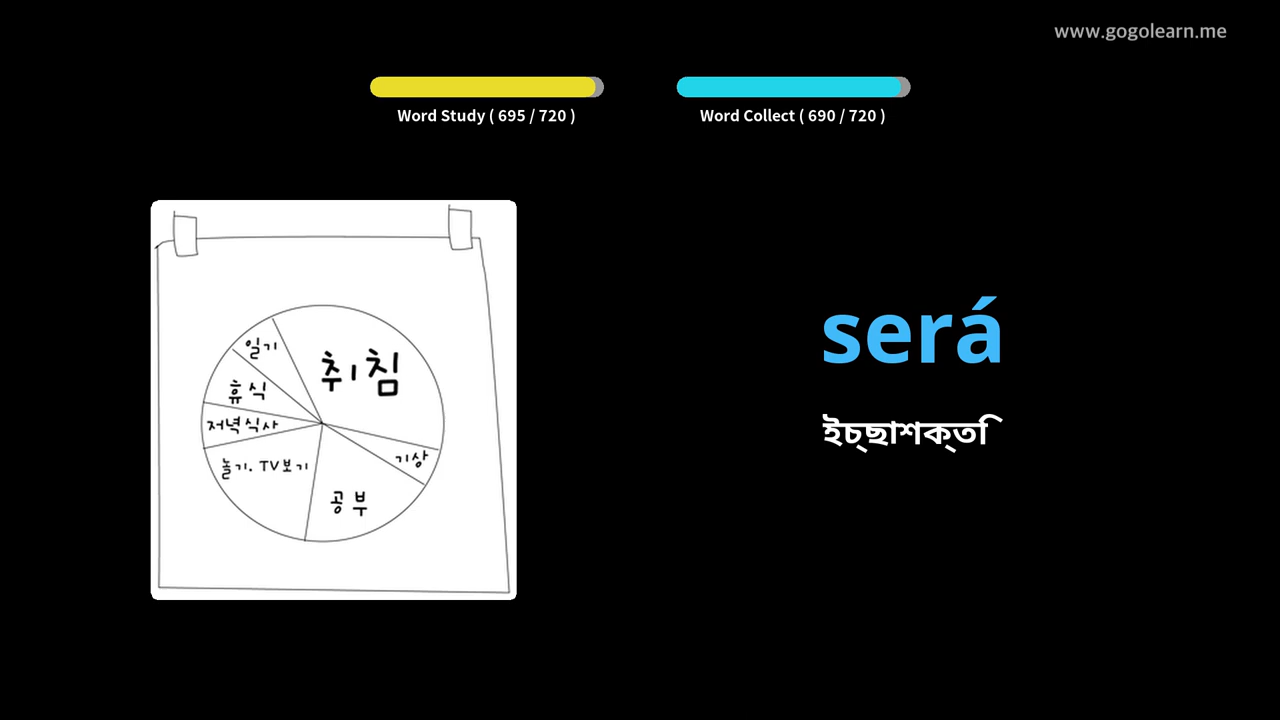 www.gogolearn.me
Word Study ( 695 / 720 )
Word Collect ( 690 / 720 )
일기
취침
휴식
저녁식사
놀기. TV보기
기상
공부
será
ইচ্ছাশক্তি